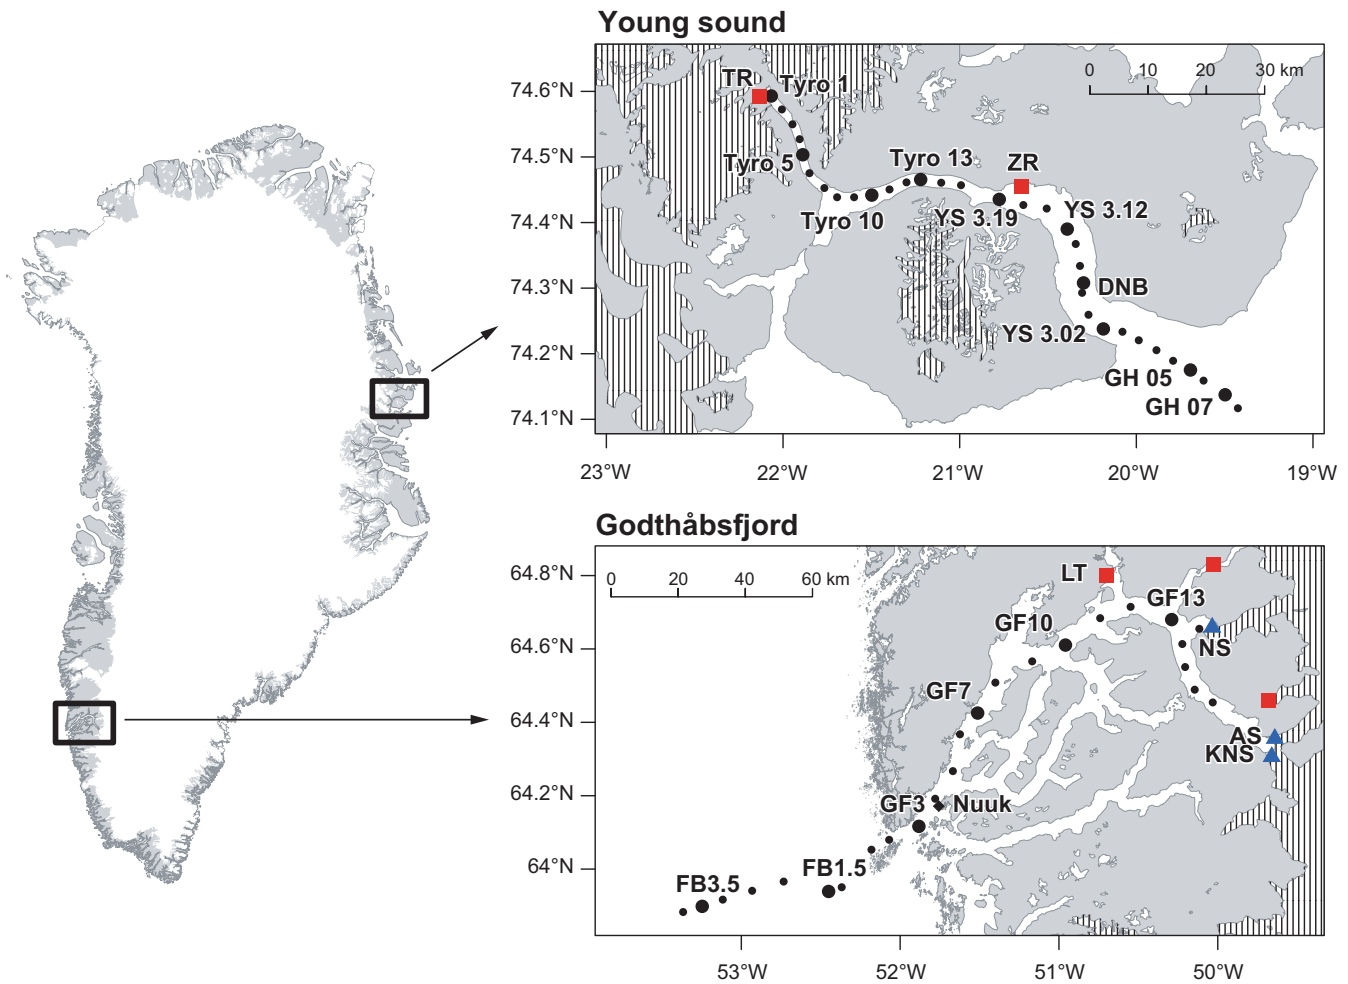 Young sound
0 10 20 30 km
74.6°N
74.5°N
74.4°N
74.3°N
74.2°N
74.1°N
TR
Tyro 1
Tyro 5
Tyro 10
Tyro 13
ZR
YS 3.19
YS 3.12
DNB
YS 3.02
GH 05
GH 07
23°W 22°W 21°W 20°W 19°W
Godthåbsfjord
0 20 40 60 km
64.8°N
64.6°N
64.4°N
64.2°N
64°N
LT
GF13
GF10
NS
GF7
AS
KNS
GF3
Nuuk
FB1.5
FB3.5
53°W 52°W 51°W 50°W